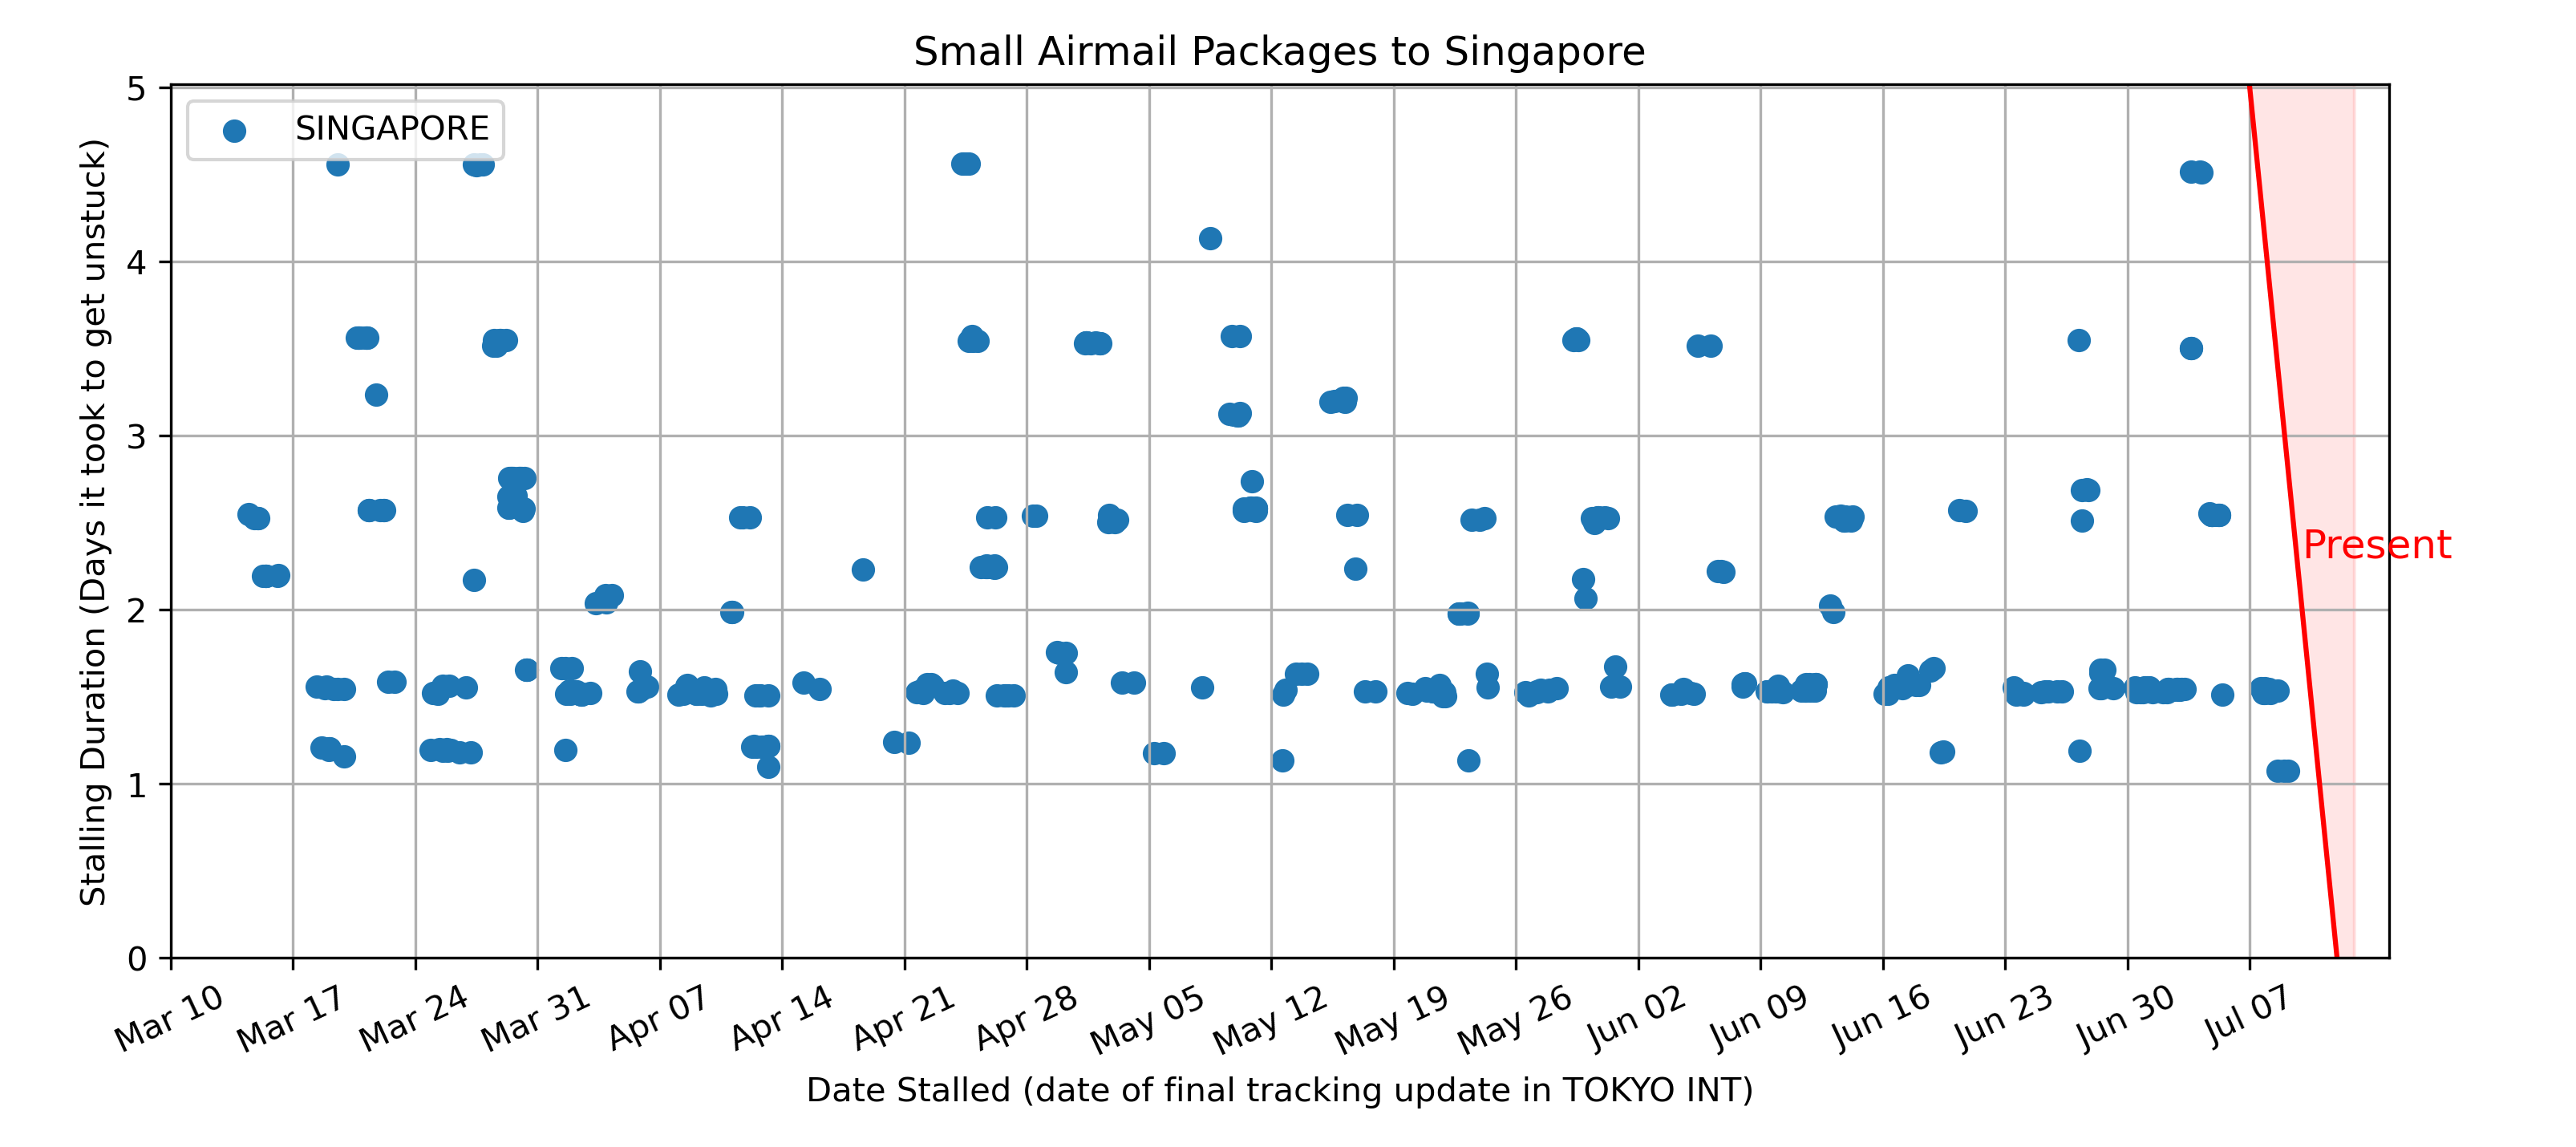 Small Airmail Packages to Singapore
SINGAPORE
Stalling Duration (Days it took to get unstuck)
5
4
3
2
1
0
Present
Mar 10
Mar 17
Mar 24
Mar 31
Apr 07
Apr 14
Apr 21
Apr 28
May 05
May 12
May 19
May 26
Jun 02
Jun 09
Jun 16
Jun 23
Jun 30
Jul 07
Date Stalled (date of final tracking update in TOKYO INT)